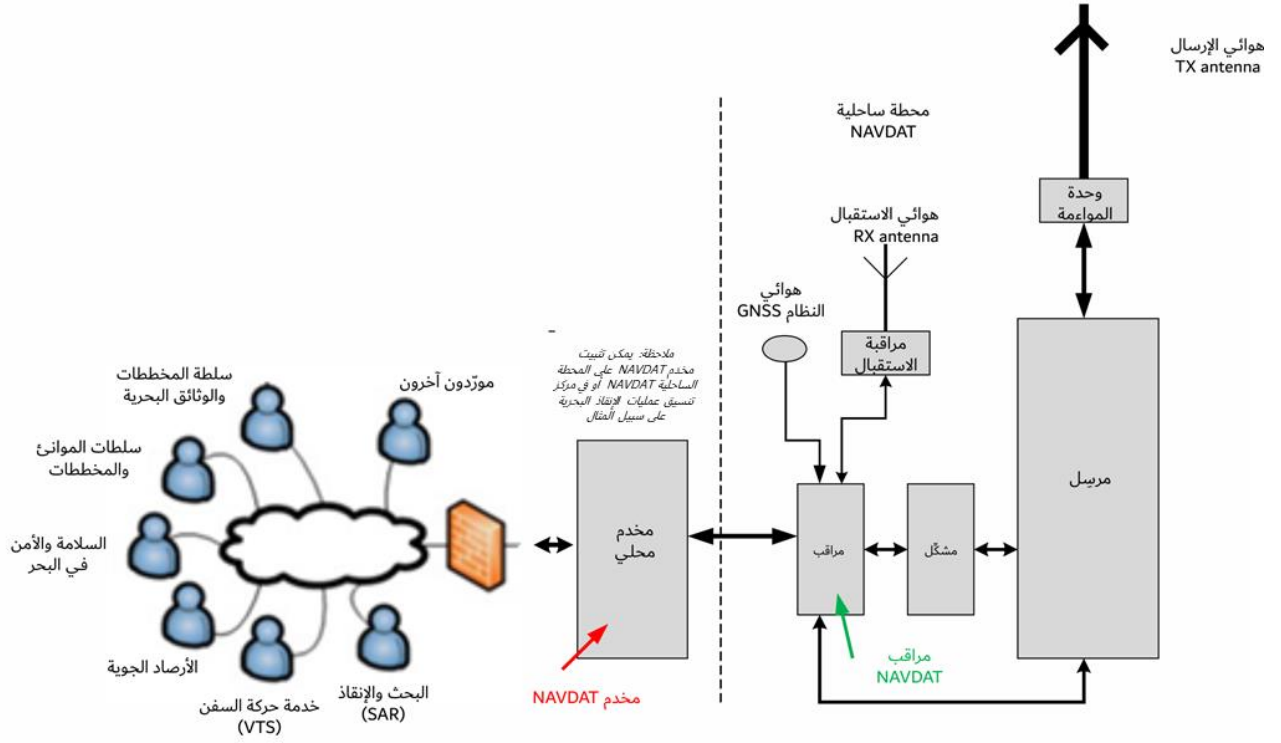 هوائي الإرسال
TX antenna
محطة ساحلية
NAVDAT
وحدة
المواءمة
هوائي الاستقبال
RX antenna
هوائي
النظام GNSS
مراقبة
الاستقبال
ملاحظة: يمكن تثبيت
مخدم NAVDAT على المحطة
الساحلية NAVDAT أو في مركز
تنسيق عمليات الإنقاذ البحرية
على سبيل المثال
سلطة المخططات
والوثائق البحرية
مورّدون آخرون
سلطات الموانئ
والمخططات
السلامة والأمن
في البحر
الأرصاد الجوية
خدمة حركة السفن
(VTS)
البحث والإنقاذ
(SAR)
مخدم
محلي
مراقب
مشكّل
مرسِل
مخدم NAVDAT
مراقب
NAVDAT